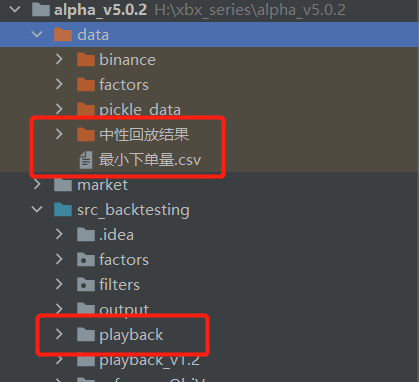 alpha_v5.0.2 H:\xbx_series\alpha_v5.0.2
data
binance
factors
pickle_data
中性回放结果
最小下单量.csv
market
src_backtesting
.idea
factors
filters
output
playback
playback_v1.2